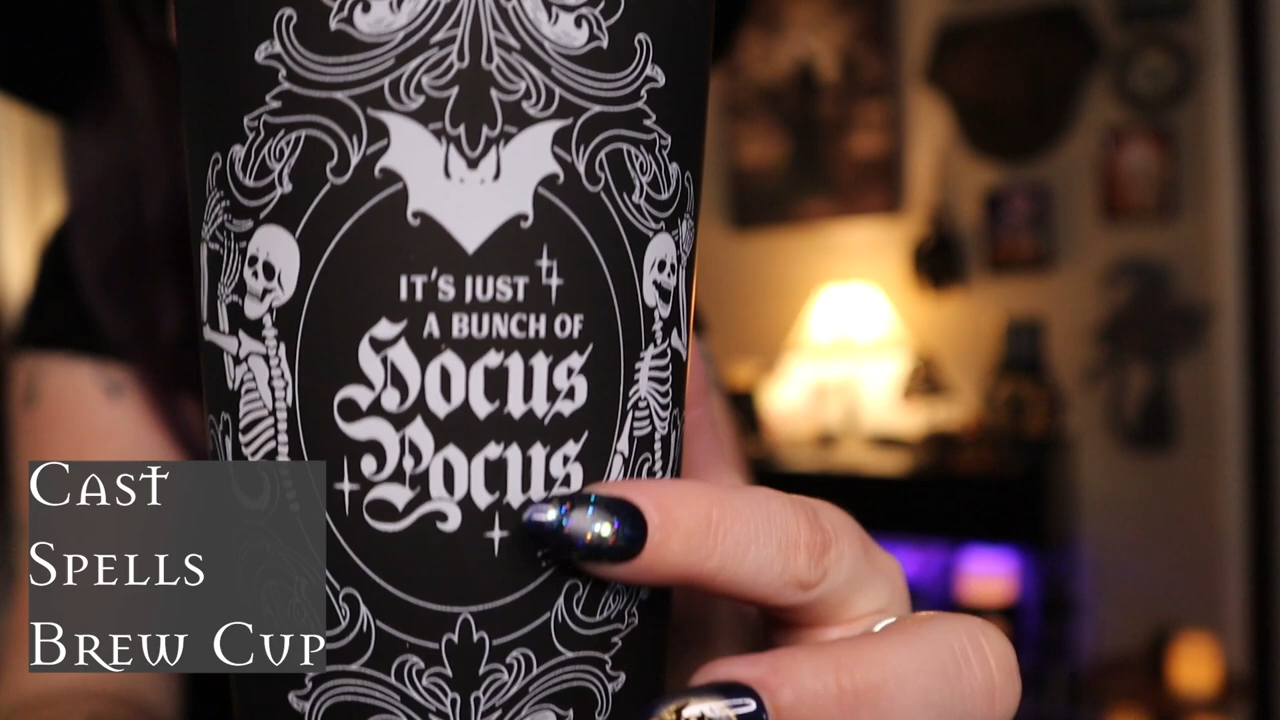 IT'S JUST
A BUNCH OF
Hocus
Pocus
CAST
SPELLS
BREW CUP